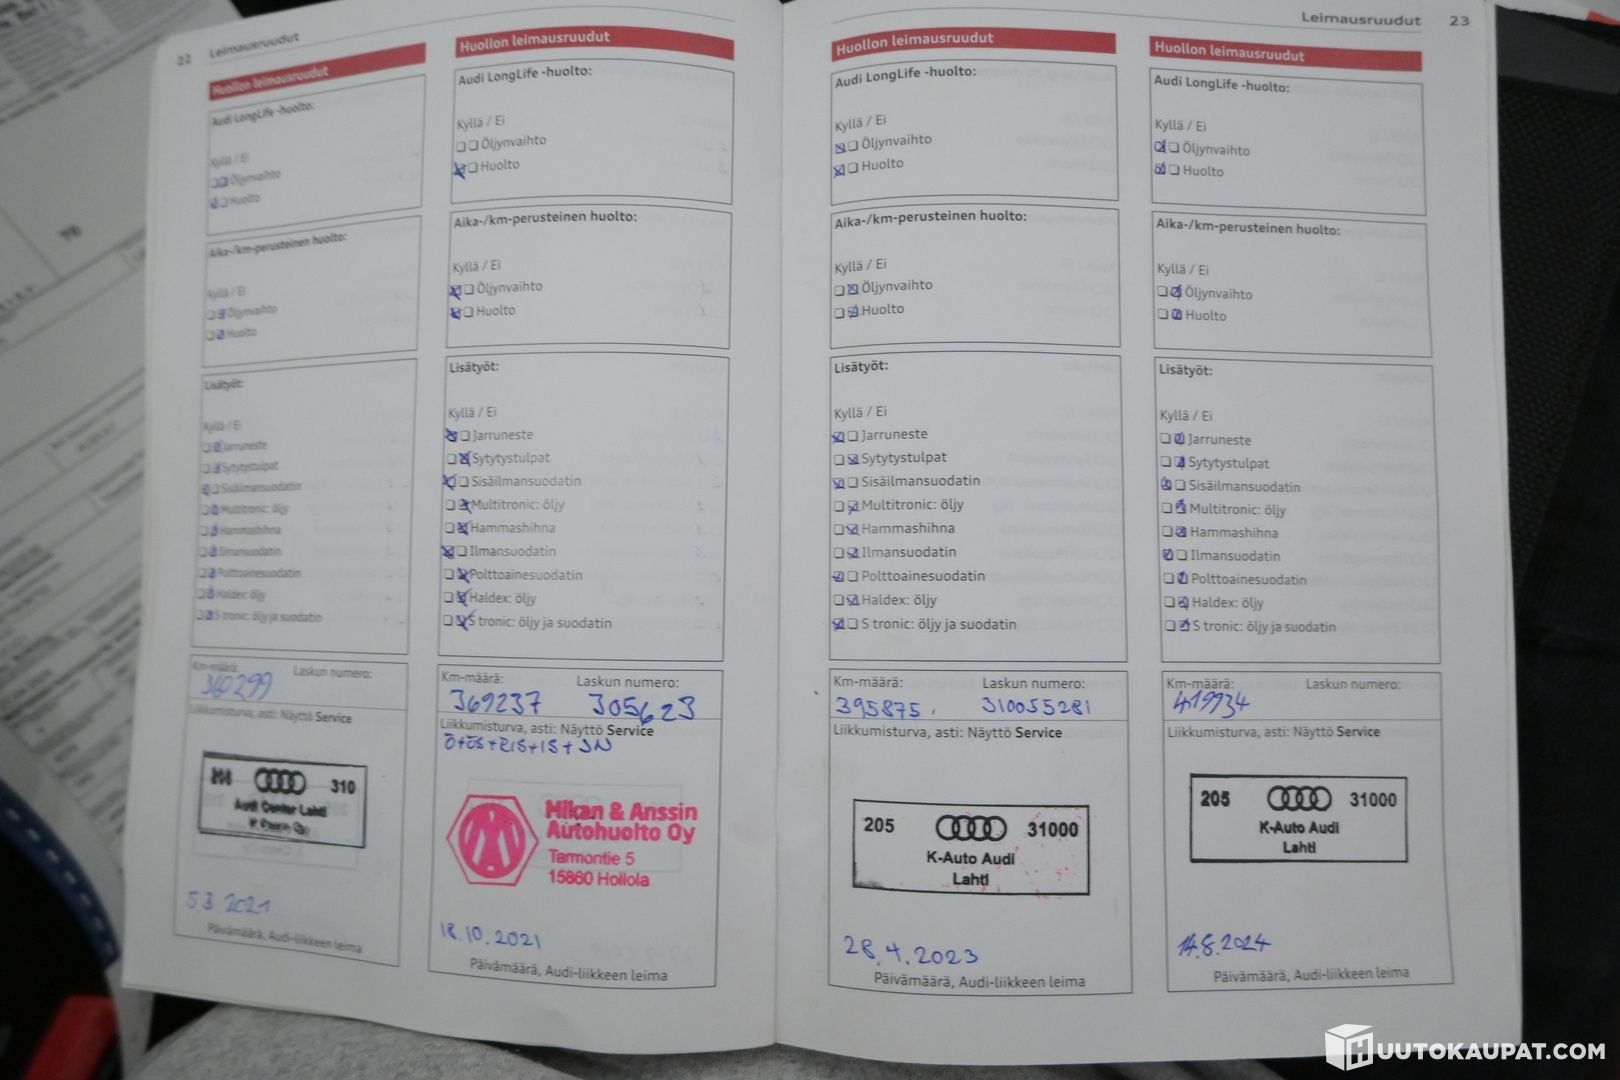 22 Leimausruudut
Huollon leimausruudut
Audi LongLife -huolto:
Kyllä / Ei
Öljynvaihto
Huolto
Aika-/km-perusteinen huolto:
Kyllä / Ei
Öljynvaihto
Huolto
Lisätyöt:
Kyllä / Ei
Jarruneste
Sytytystulpat
Sisäilmansuodatin
Multitronic: öljy
Hammashihna
Ilmansuodatin
Polttoainesuodatin
Haldex: öljy
S tronic: öljy ja suodatin
Km-määrä: Laskun numero:
360299
Liikkumisturva, asti: Näyttö Service
310
Audi Center Lahti
5.3.2021
Päivämäärä, Audi-liikkeen leima
Huollon leimausruudut
Audi LongLife -huolto:
Kyllä / Ei
Öljynvaihto
Huolto
Aika-/km-perusteinen huolto:
Kyllä / Ei
Öljynvaihto
Huolto
Lisätyöt:
Kyllä / Ei
Jarruneste
Sytytystulpat
Sisäilmansuodatin
Multitronic: öljy
Hammashihna
Ilmansuodatin
Polttoainesuodatin
Haldex: öljy
S tronic: öljy ja suodatin
Km-määrä: Laskun numero:
369237 305623
Liikkumisturva, asti: Näyttö Service
Mikan & Anssin
Autohuolto Oy
Tarmontie 5
15860 Hollola
18.10.2021
Päivämäärä, Audi-liikkeen leima
Leimausruudut 23
Huollon leimausruudut
Audi LongLife -huolto:
Kyllä / Ei
Öljynvaihto
Huolto
Aika-/km-perusteinen huolto:
Kyllä / Ei
Öljynvaihto
Huolto
Lisätyöt:
Kyllä / Ei
Jarruneste
Sytytystulpat
Sisäilmansuodatin
Multitronic: öljy
Hammashihna
Ilmansuodatin
Polttoainesuodatin
Haldex: öljy
S tronic: öljy ja suodatin
Km-määrä: Laskun numero:
395875. 310055281
Liikkumisturva, asti: Näyttö Service
205 31000
K-Auto Audi
Lahti
28.4.2023
Päivämäärä, Audi-liikkeen leima
Huollon leimausruudut
Audi LongLife -huolto:
Kyllä / Ei
Öljynvaihto
Huolto
Aika-/km-perusteinen huolto:
Kyllä / Ei
Öljynvaihto
Huolto
Lisätyöt:
Kyllä / Ei
Jarruneste
Sytytystulpat
Sisäilmansuodatin
Multitronic: öljy
Hammashihna
Ilmansuodatin
Polttoainesuodatin
Haldex: öljy
S tronic: öljy ja suodatin
Km-määrä: Laskun numero:
419934
Liikkumisturva, asti: Näyttö Service
205 31000
K-Auto Audi
Lahti
14.8.2024
Päivämäärä, Audi-liikkeen leima
HUUTOKAUPAT.COM